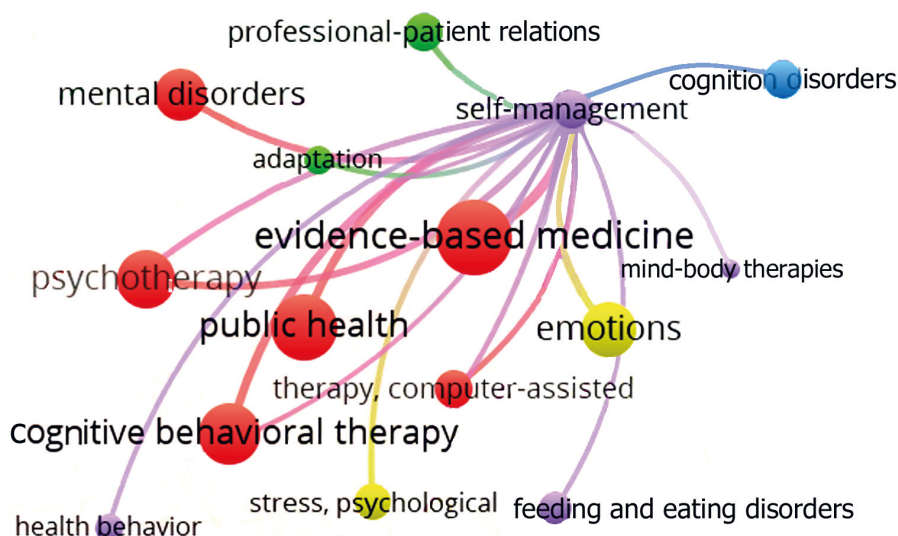 professional-patient relations
cognition disorders
mental disorders
self-management
adaptation
evidence-based medicine
mind-body therapies
psychotherapy
public health
emotions
therapy, computer-assisted
cognitive behavioral therapy
stress, psychological
feeding and eating disorders
health behavior